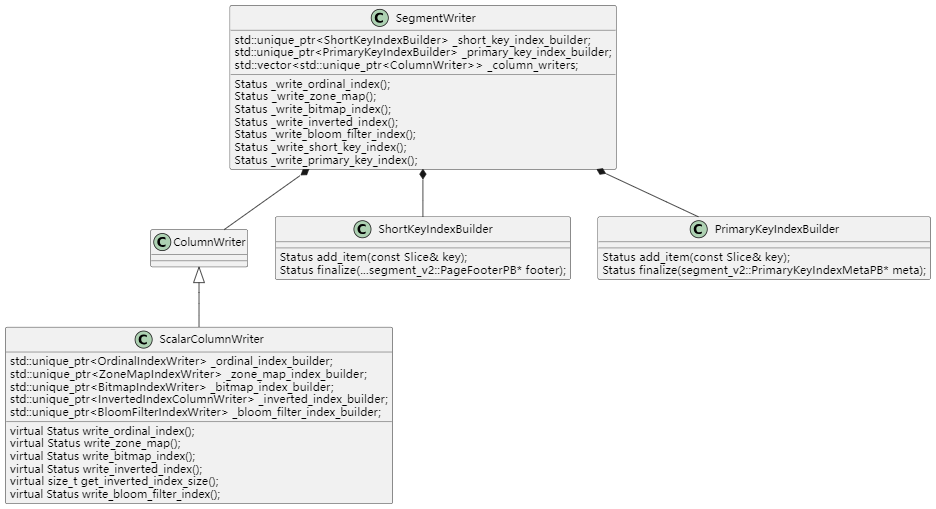 C SegmentWriter
std::unique_ptr<ShortKeyIndexBuilder> _short_key_index_builder;
std::unique_ptr<PrimaryKeyIndexBuilder> _primary_key_index_builder;
std::vector<std::unique_ptr<ColumnWriter>> _column_writers;
Status _write_ordinal_index();
Status _write_zone_map();
Status _write_bitmap_index();
Status _write_inverted_index();
Status _write_bloom_filter_index();
Status _write_short_key_index();
Status _write_primary_key_index();
C ColumnWriter
C ShortKeyIndexBuilder
Status add_item(const Slice& key);
Status finalize(...segment_v2::PageFooterPB* footer);
C PrimaryKeyIndexBuilder
Status add_item(const Slice& key);
Status finalize(segment_v2::PrimaryKeyIndexMetaPB* meta);
C ScalarColumnWriter
std::unique_ptr<OrdinalIndexWriter> _ordinal_index_builder;
std::unique_ptr<ZoneMapIndexWriter> _zone_map_index_builder;
std::unique_ptr<BitmapIndexWriter> _bitmap_index_builder;
std::unique_ptr<InvertedIndexColumnWriter> _inverted_index_builder;
std::unique_ptr<BloomFilterIndexWriter> _bloom_filter_index_builder;
virtual Status write_ordinal_index();
virtual Status write_zone_map();
virtual Status write_bitmap_index();
virtual Status write_inverted_index();
virtual size_t get_inverted_index_size();
virtual Status write_bloom_filter_index();